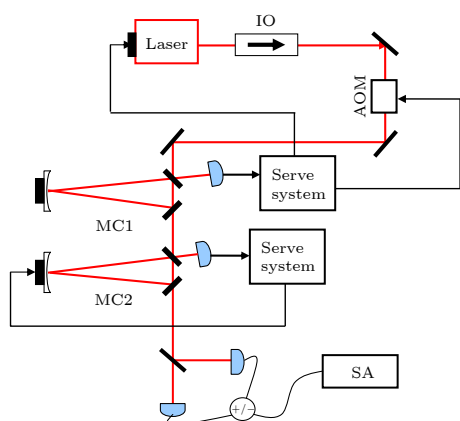 IO
Laser
AOM
Serve
system
MC1
Serve
system
MC2
SA
+/−